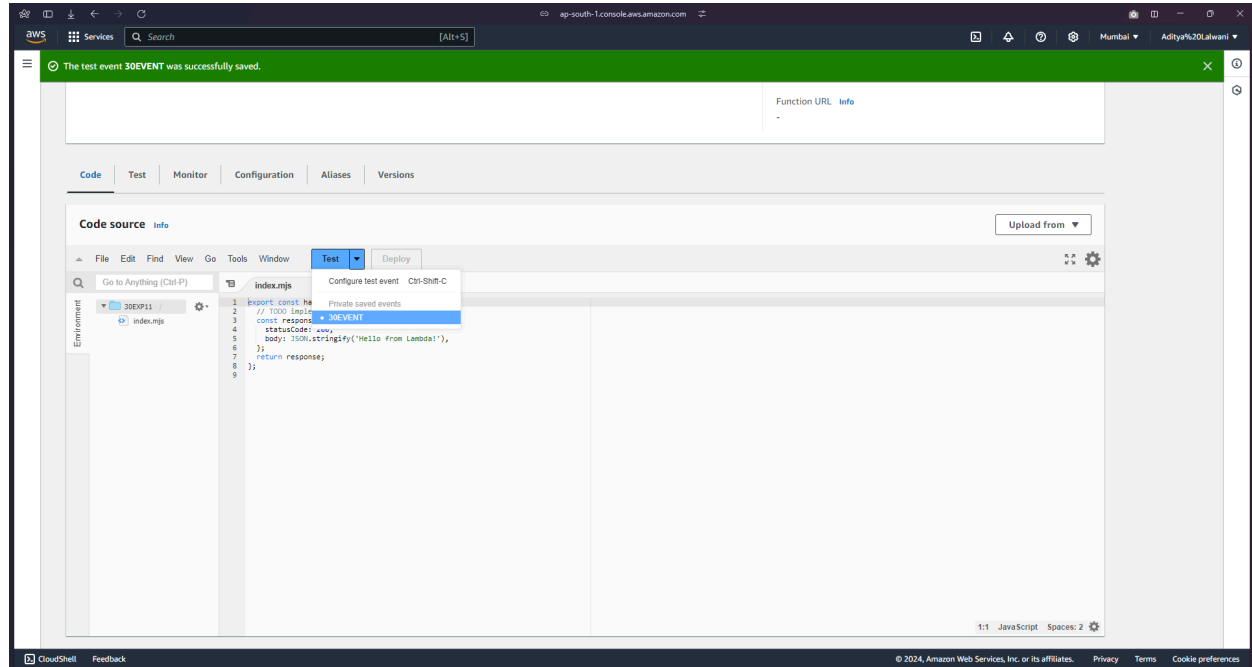 ap-south-1.console.aws.amazon.com
aws Services Search [Alt+S] Mumbai ▼ Aditya%20Lalwani ▼
The test event 30EVENT was successfully saved.
Function URL Info
-
Code Test Monitor Configuration Aliases Versions
Code source Info
Upload from ▼
File Edit Find View Go Tools Window Test Deploy
Go to Anything (Ctrl-P)
index.mjs
Configure test event Ctrl-Shift-C
Private saved events
30EVENT
Environment
30EXP11 /
index.mjs
1 export const ha
2 // TODO imple
3 const respons
4 statusCode: 200,
5 body: JSON.stringify('Hello from Lambda!'),
6 };
7 return response;
8 };
9
1:1 JavaScript Spaces: 2
CloudShell Feedback © 2024, Amazon Web Services, Inc. or its affiliates. Privacy Terms Cookie preferences